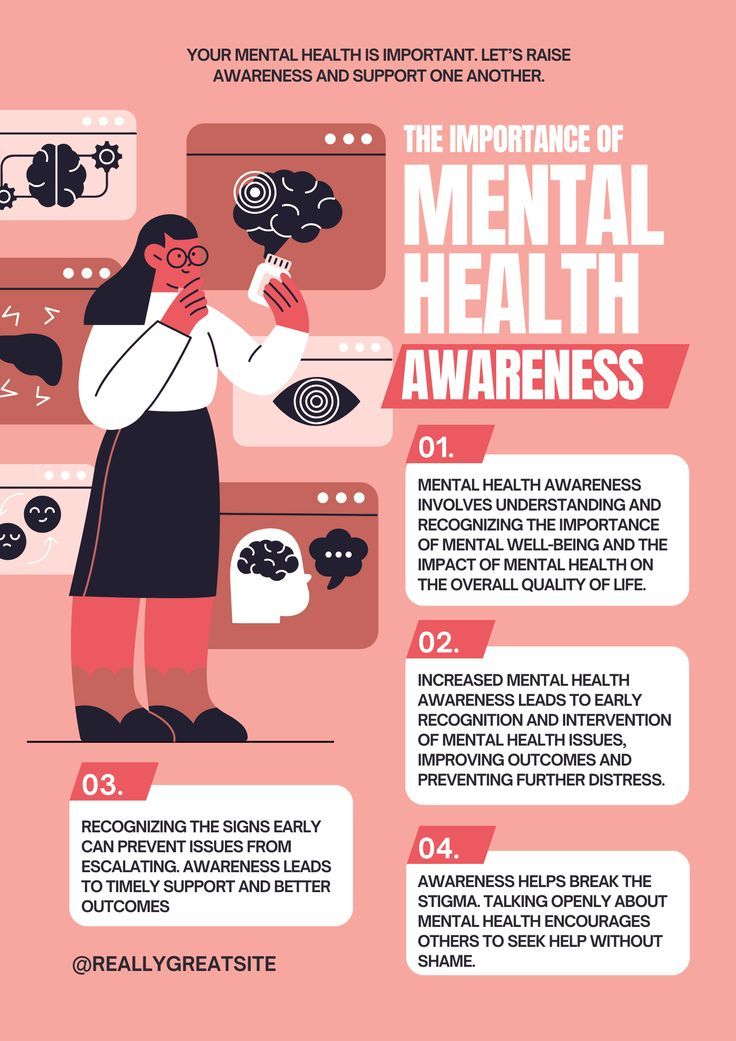 YOUR MENTAL HEALTH IS IMPORTANT. LET'S RAISE
AWARENESS AND SUPPORT ONE ANOTHER.
THE IMPORTANCE OF
MENTAL
HEALTH
AWARENESS
01.
MENTAL HEALTH AWARENESS
INVOLVES UNDERSTANDING AND
RECOGNIZING THE IMPORTANCE
OF MENTAL WELL-BEING AND THE
IMPACT OF MENTAL HEALTH ON
THE OVERALL QUALITY OF LIFE.
02.
INCREASED MENTAL HEALTH
AWARENESS LEADS TO EARLY
RECOGNITION AND INTERVENTION
OF MENTAL HEALTH ISSUES,
IMPROVING OUTCOMES AND
PREVENTING FURTHER DISTRESS.
03.
RECOGNIZING THE SIGNS EARLY
CAN PREVENT ISSUES FROM
ESCALATING. AWARENESS LEADS
TO TIMELY SUPPORT AND BETTER
OUTCOMES
04.
AWARENESS HELPS BREAK THE
STIGMA. TALKING OPENLY ABOUT
MENTAL HEALTH ENCOURAGES
OTHERS TO SEEK HELP WITHOUT
SHAME.
@REALLYGREATSITE